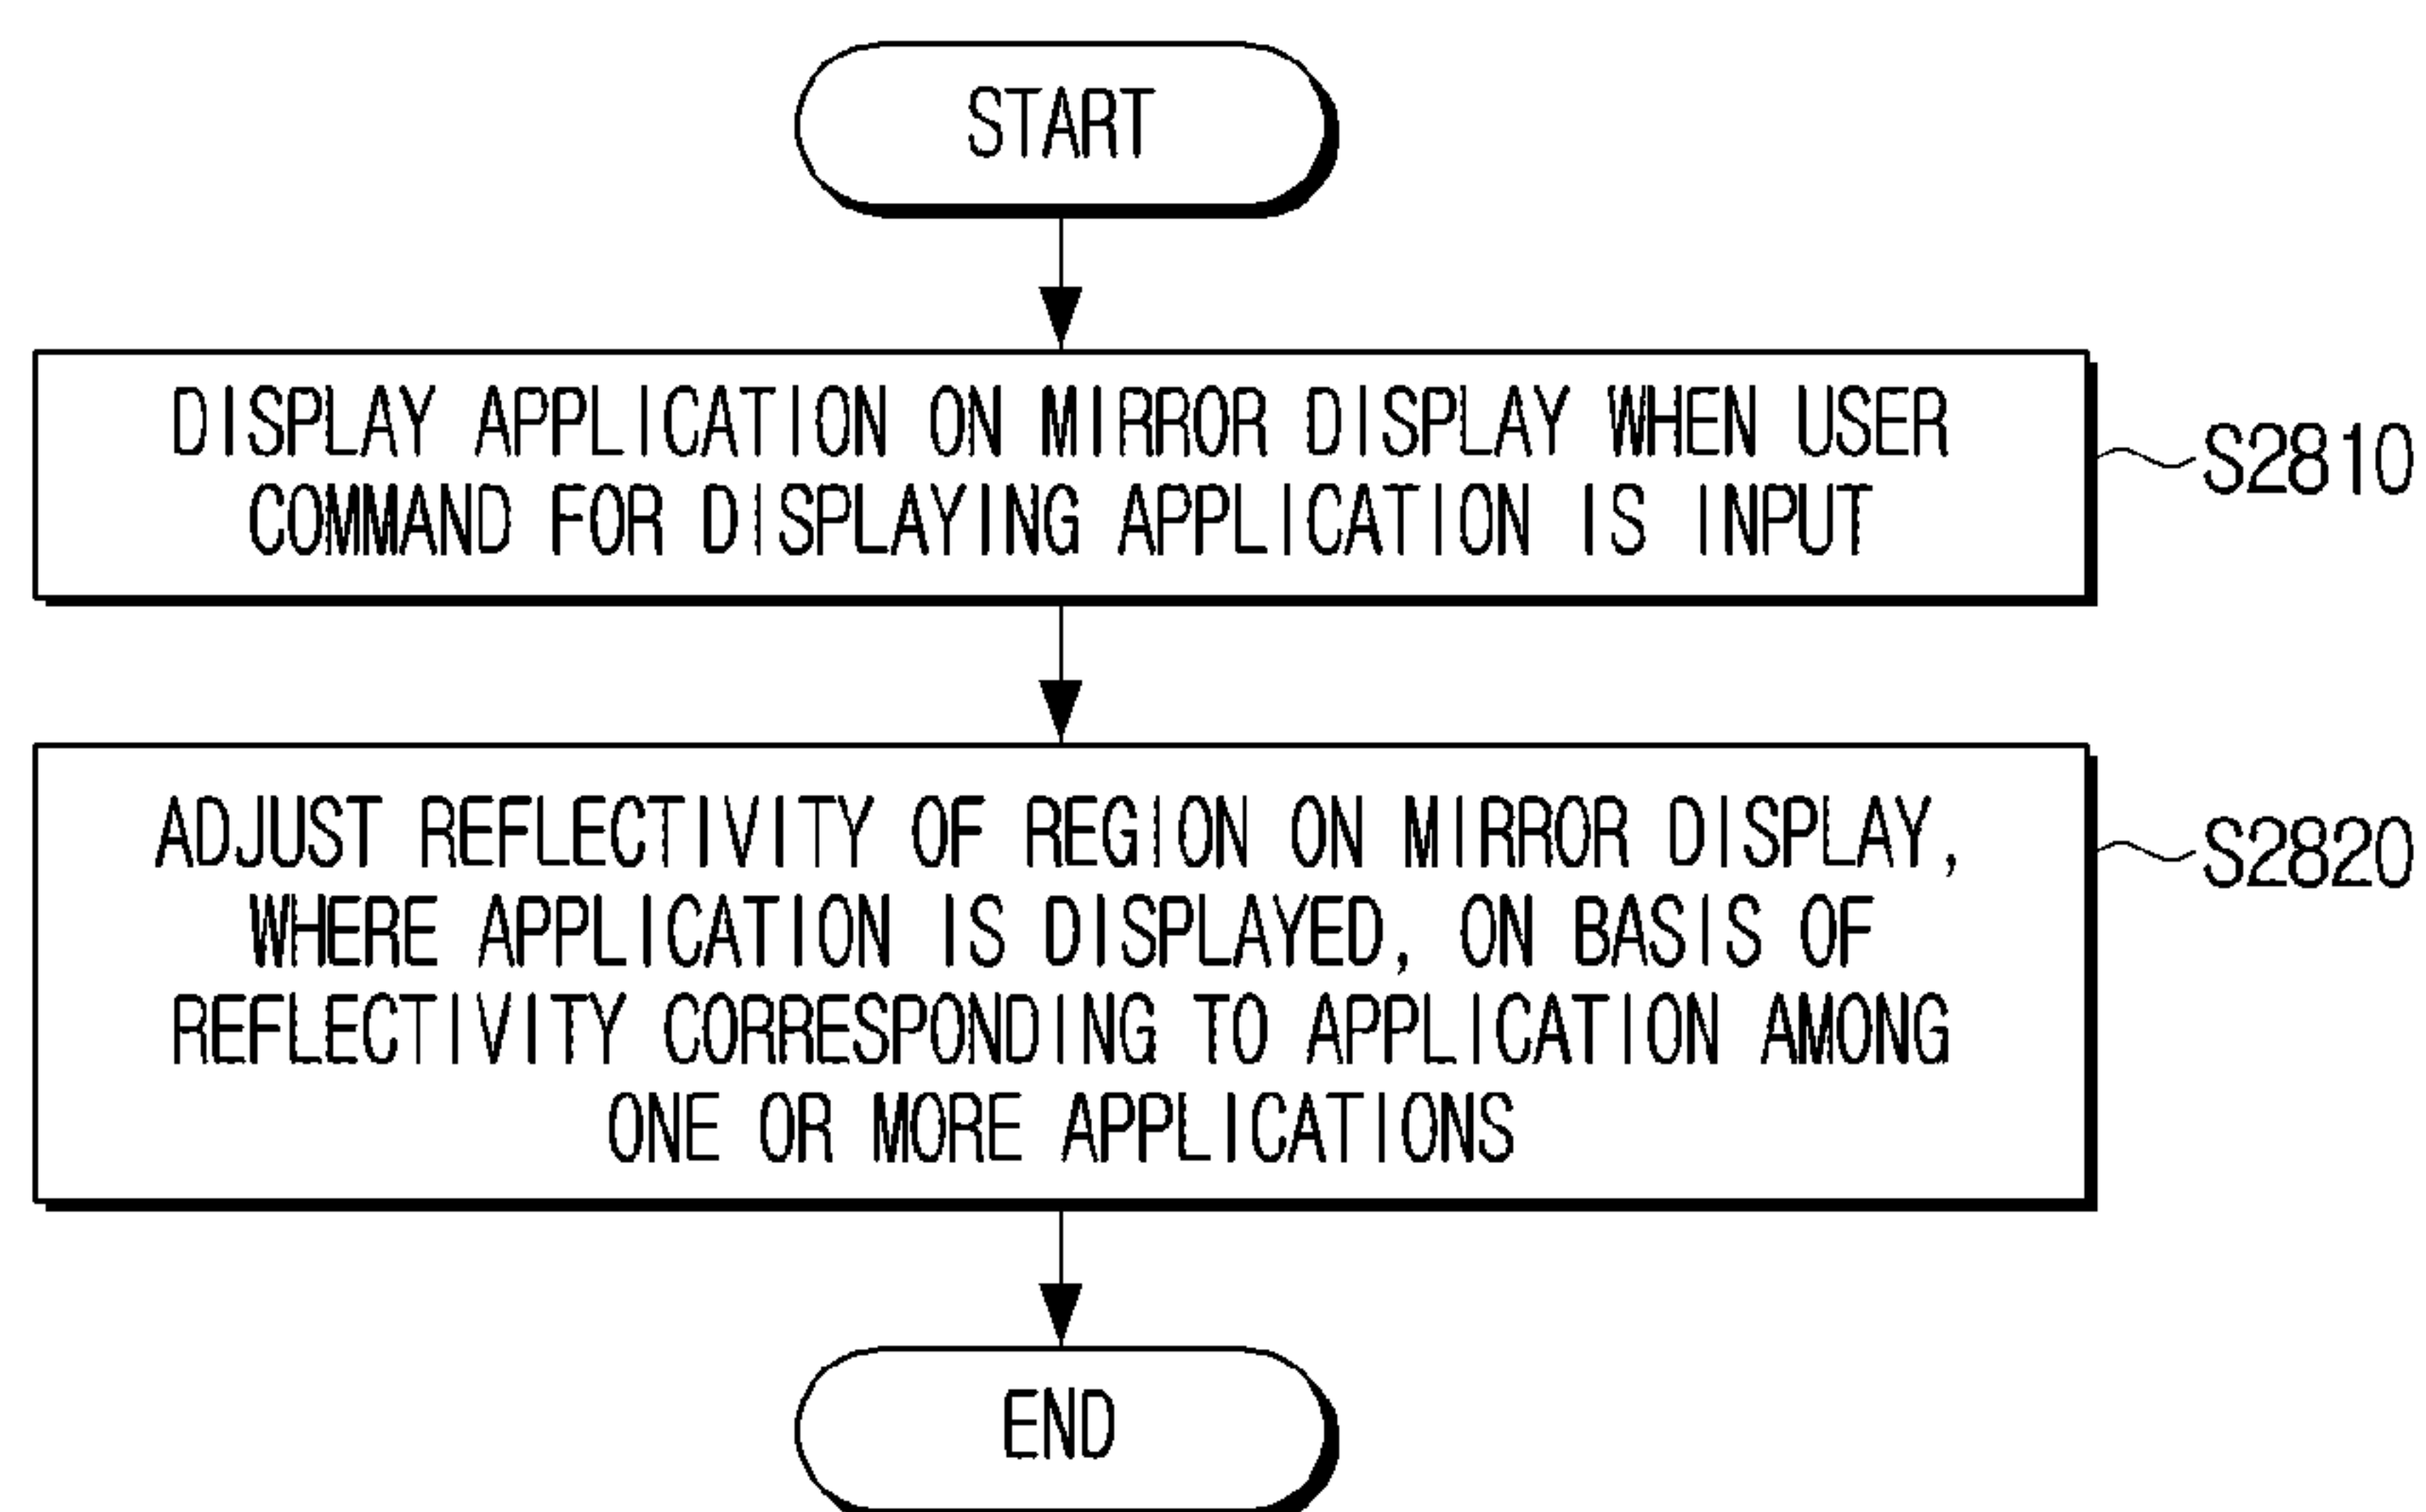 START
DISPLAY APPLICATION ON MIRROR DISPLAY WHEN USER
COMMAND FOR DISPLAYING APPLICATION IS INPUT
S2810
ADJUST REFLECTIVITY OF REGION ON MIRROR DISPLAY,
WHERE APPLICATION IS DISPLAYED, ON BASIS OF
REFLECTIVITY CORRESPONDING TO APPLICATION AMONG
ONE OR MORE APPLICATIONS
S2820
END